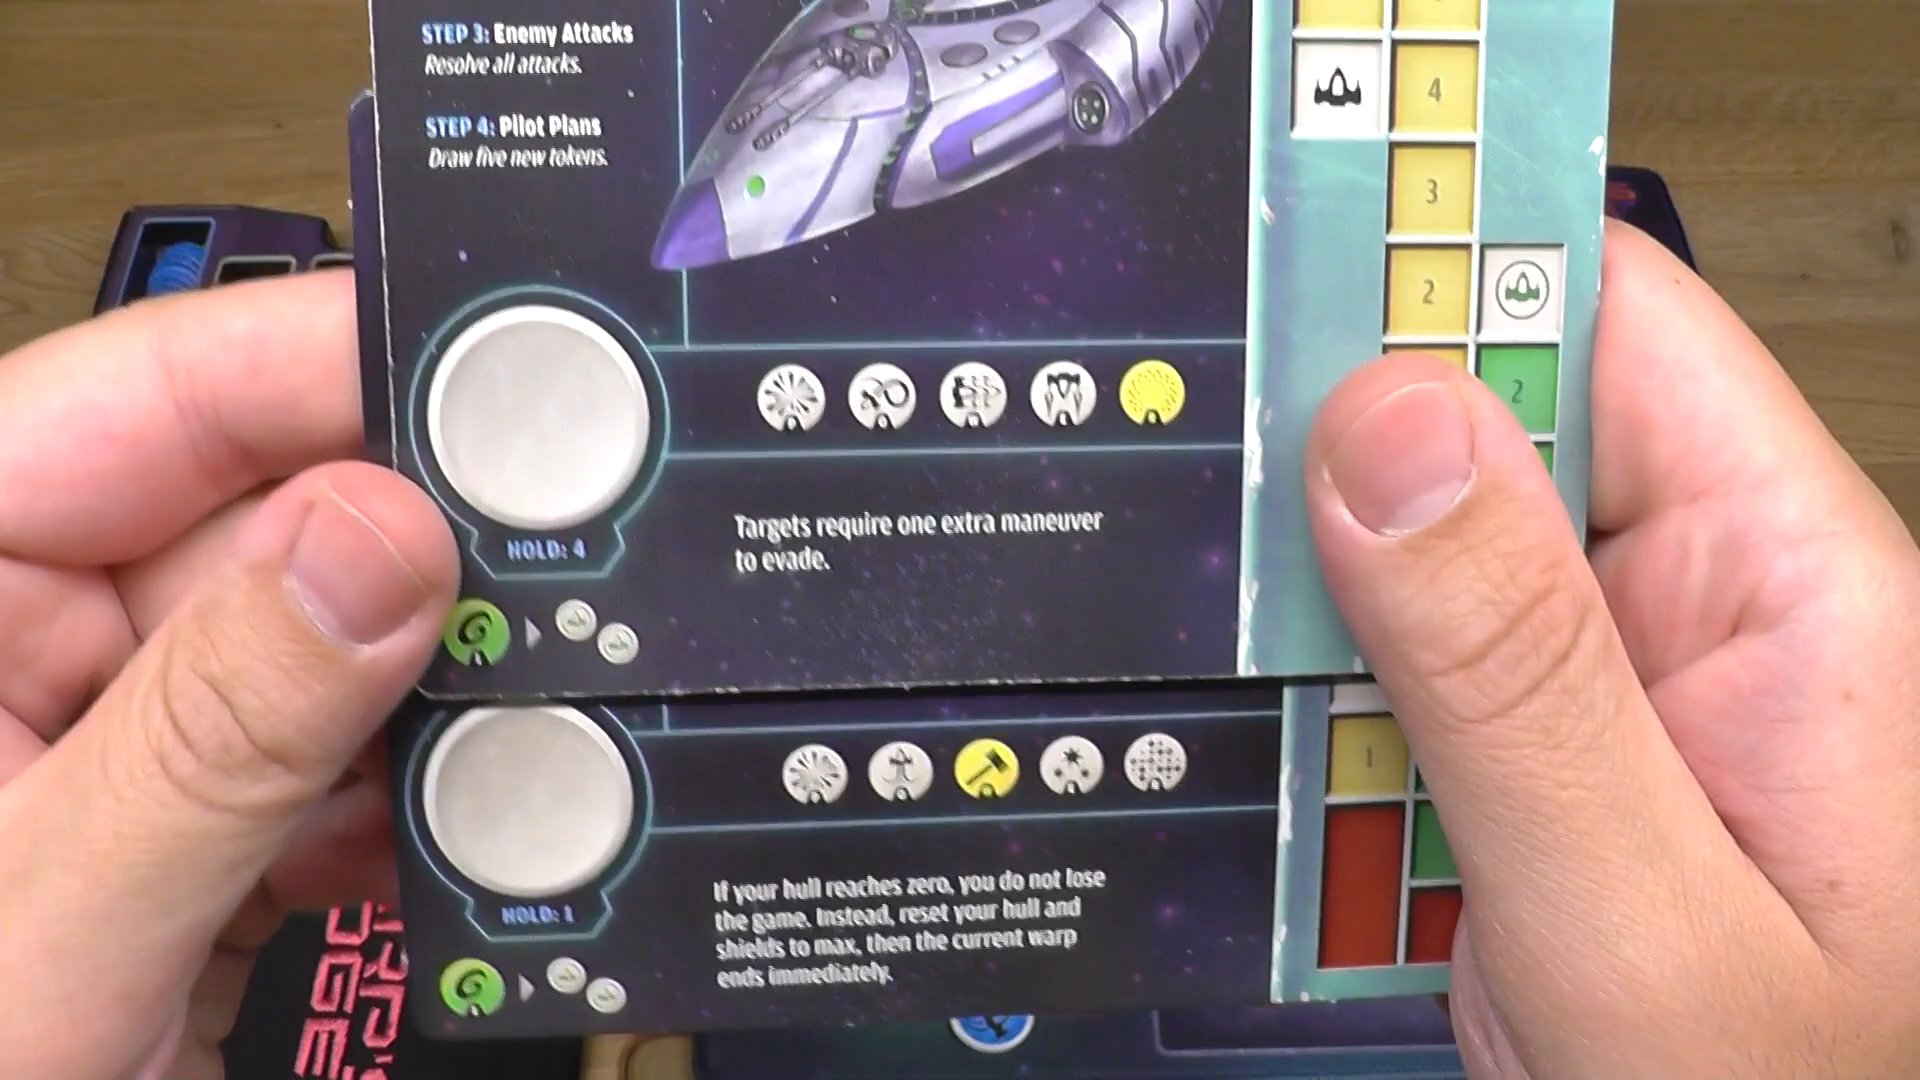 STEP 3: Enemy Attacks
Resolve all attacks.
STEP 4: Pilot Plans
Draw five new tokens.
4
3
2
2
HOLD: 4
Targets require one extra maneuver
to evade.
1
HOLD: 1
If your hull reaches zero, you do not lose
the game. Instead, reset your hull and
shields to max, then the current warp
ends immediately.